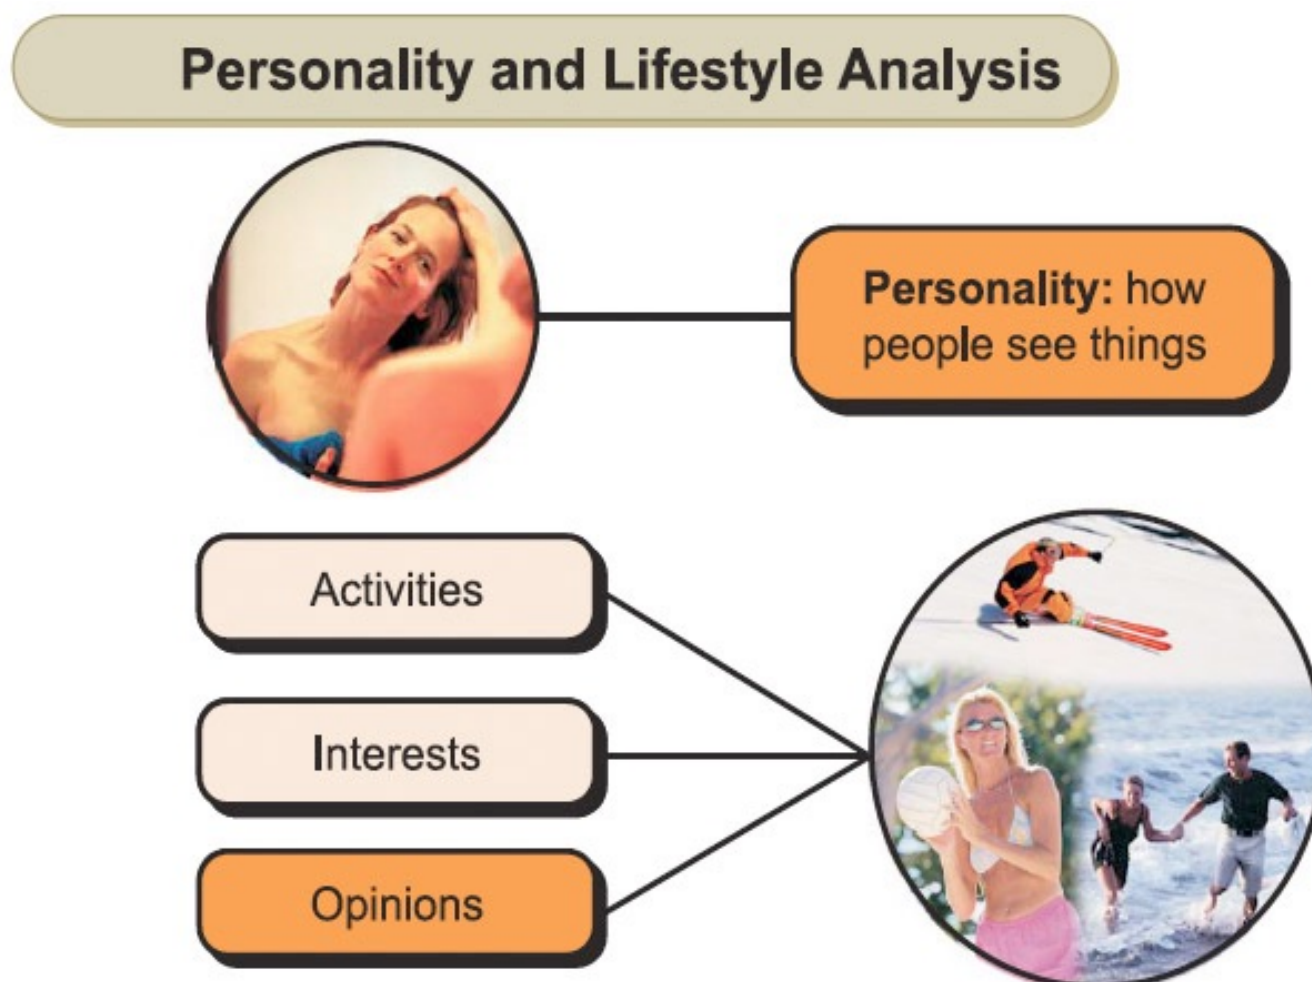 Personality and Lifestyle Analysis
Personality: how
people see things
Activities
Interests
Opinions